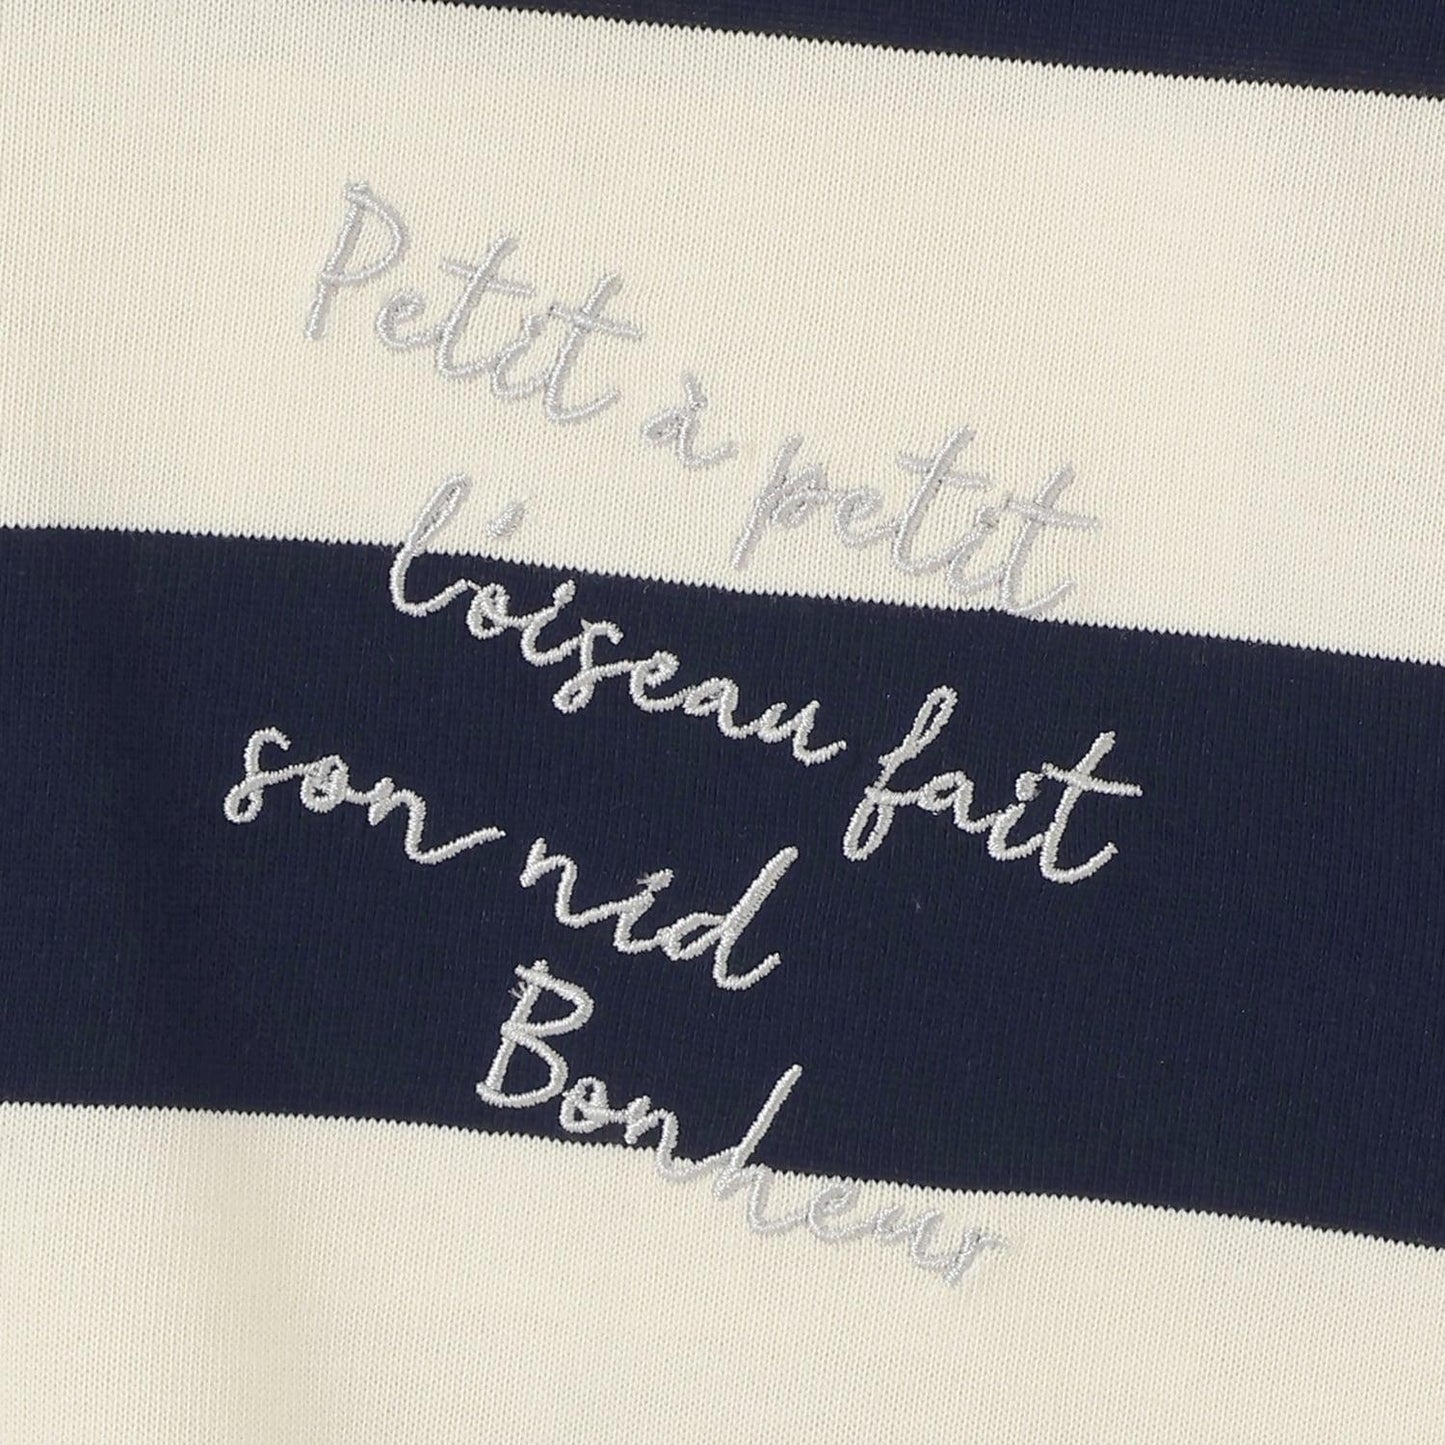 Petit à petit
l'oiseau fait
son nid
Bonheur